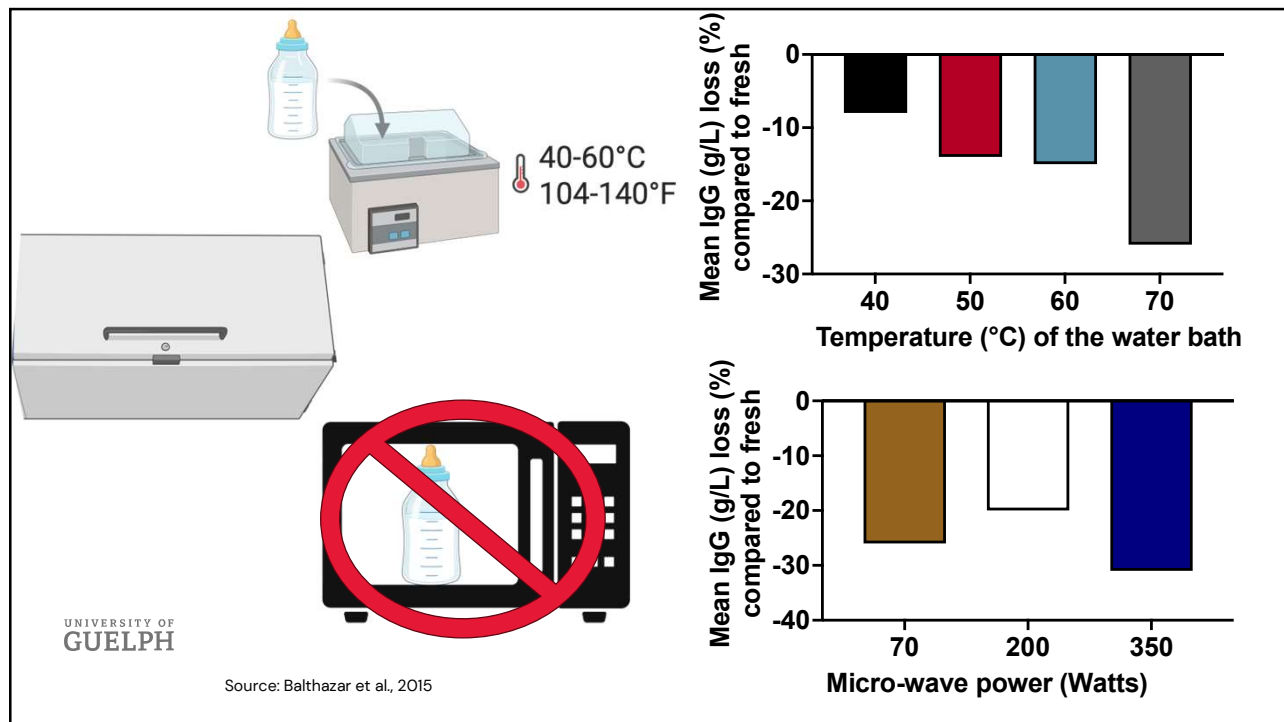 40-60°C
104-140°F
UNIVERSITY OF
GUELPH
Source: Balthazar et al., 2015
Mean IgG (g/L) loss (%)
compared to fresh
0
-10
-20
-30
40 50 60 70
Temperature (°C) of the water bath
Mean IgG (g/L) loss (%)
compared to fresh
0
-10
-20
-30
-40
70 200 350
Micro-wave power (Watts)